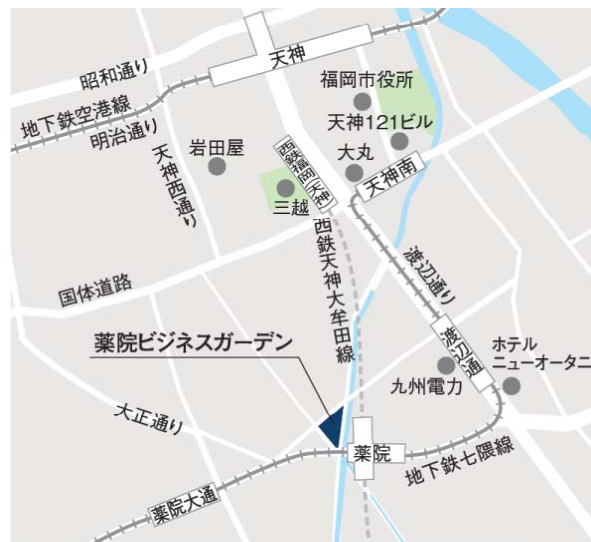 天神
昭和通り
福岡市役所
地下鉄空港線
明治通り
天神121ビル
岩田屋
大丸
天神南
天神西通り
西鉄福岡(天神)
三越
西鉄天神大牟田線
渡辺通り
国体道路
薬院ビジネスガーデン
渡辺通
ホテル
ニューオータニ
九州電力
大正通り
薬院
地下鉄七隈線
薬院大通